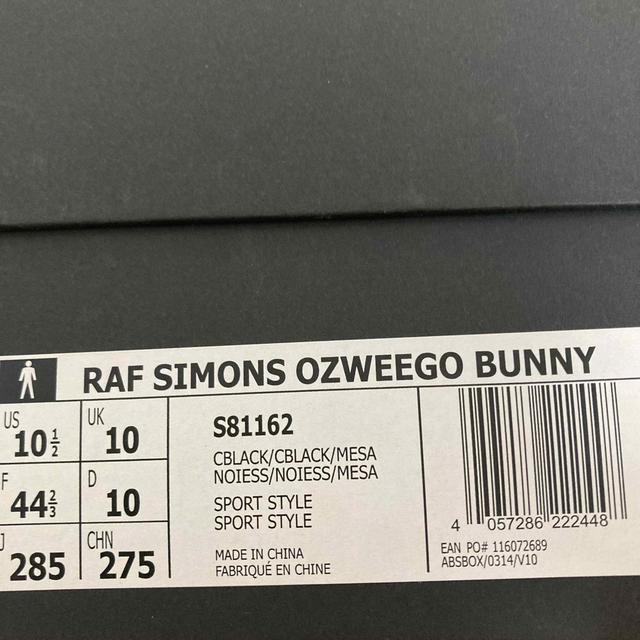 RAF SIMONS OZWEEGO BUNNY
US 10½
UK 10
F 44⅔
D 10
J 285
CHN 275
S81162
CBLACK/CBLACK/MESA
NOIESS/NOIESS/MESA
SPORT STYLE
SPORT STYLE
MADE IN CHINA
FABRIQUÉ EN CHINE
4 057286 222448
EAN PO# 116072689
ABSBOX/0314/V10